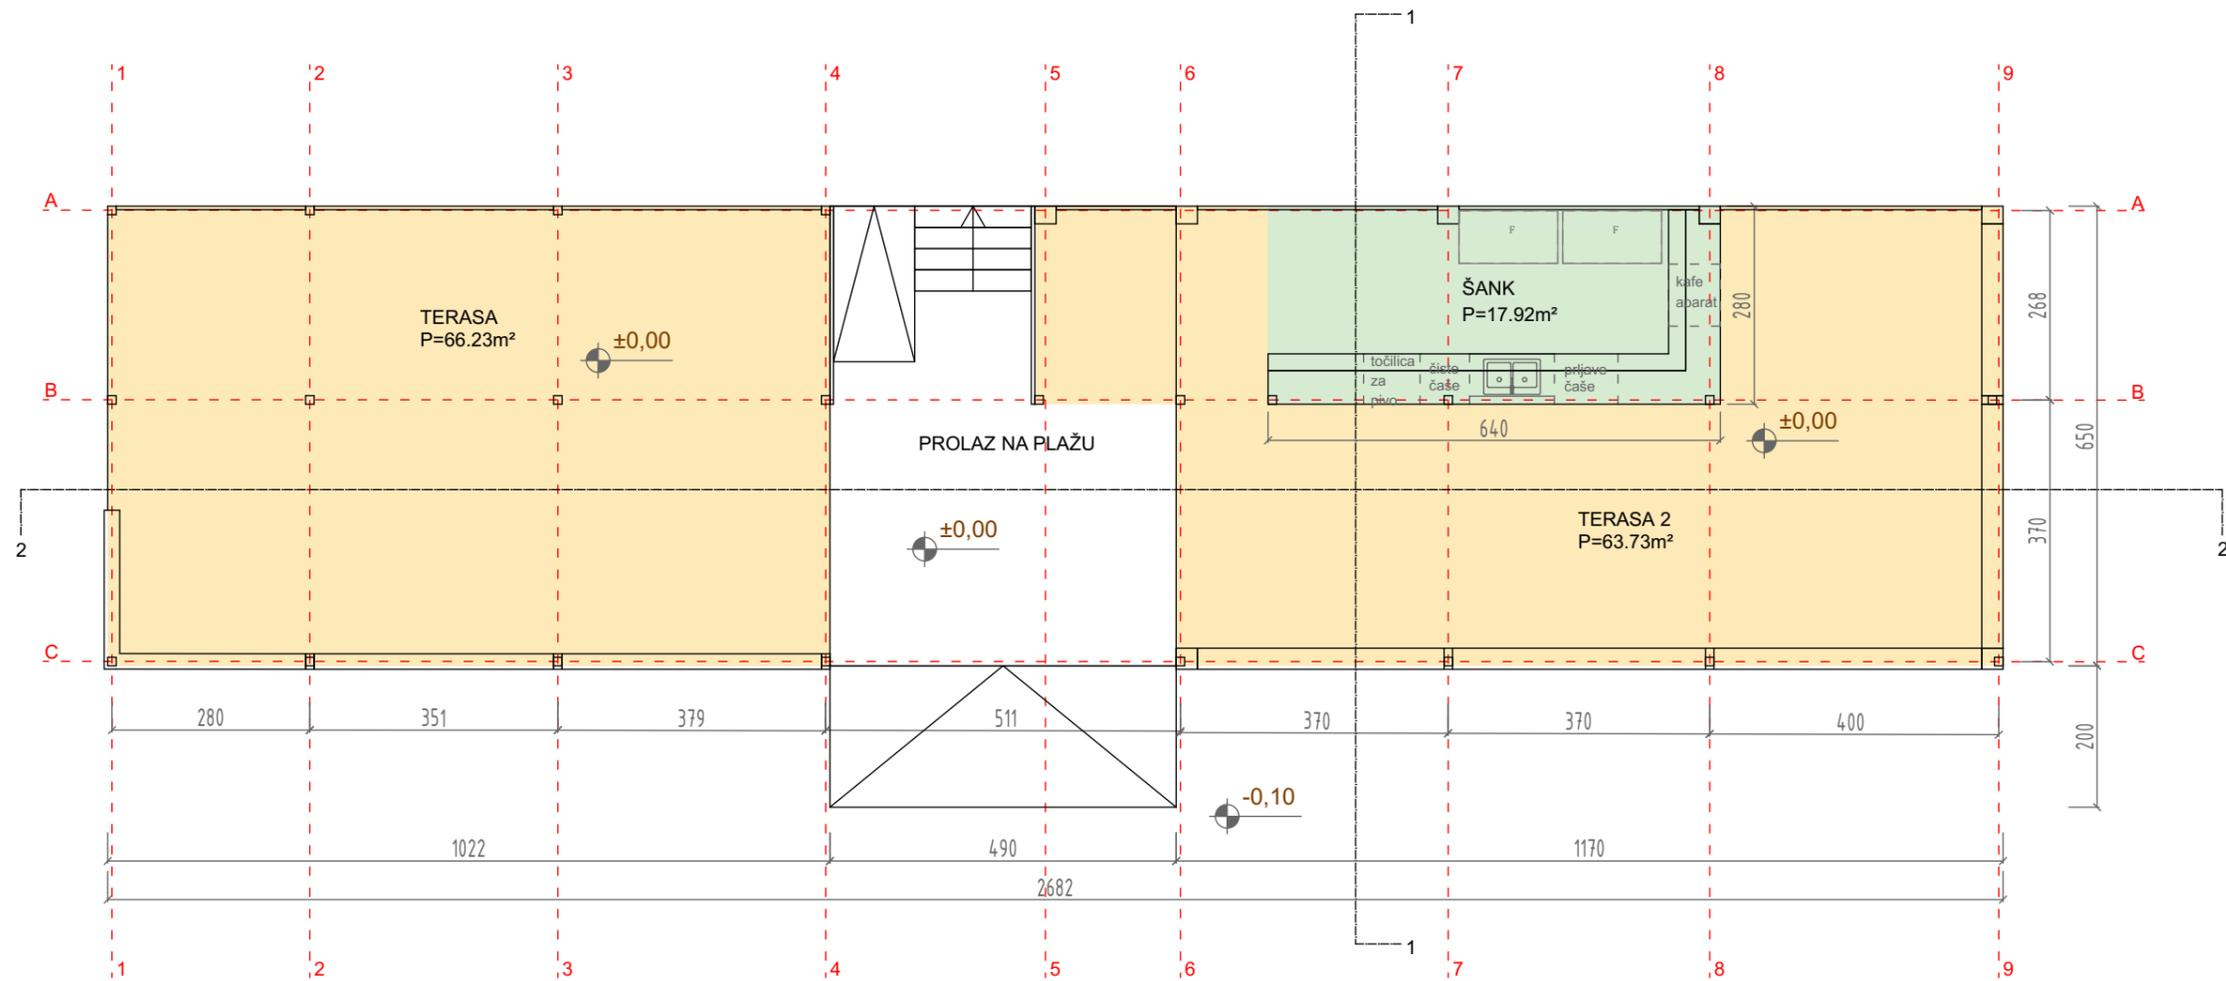 1
1 2 3 4 5 6 7 8 9
A A
F F
ŠANK
P=17.92m²
kafe
aparat
280
268
TERASA
P=66.23m²
±0,00
točilica
za
pivo
čiste
čaše
prljave
čaše
B B
640
±0,00
650
PROLAZ NA PLAŽU
TERASA 2
P=63.73m²
±0,00
370
2 2
C C
280 351 379 511 370 370 400
200
-0,10
1022 490 1170
2682
1
1 2 3 4 5 6 7 8 9